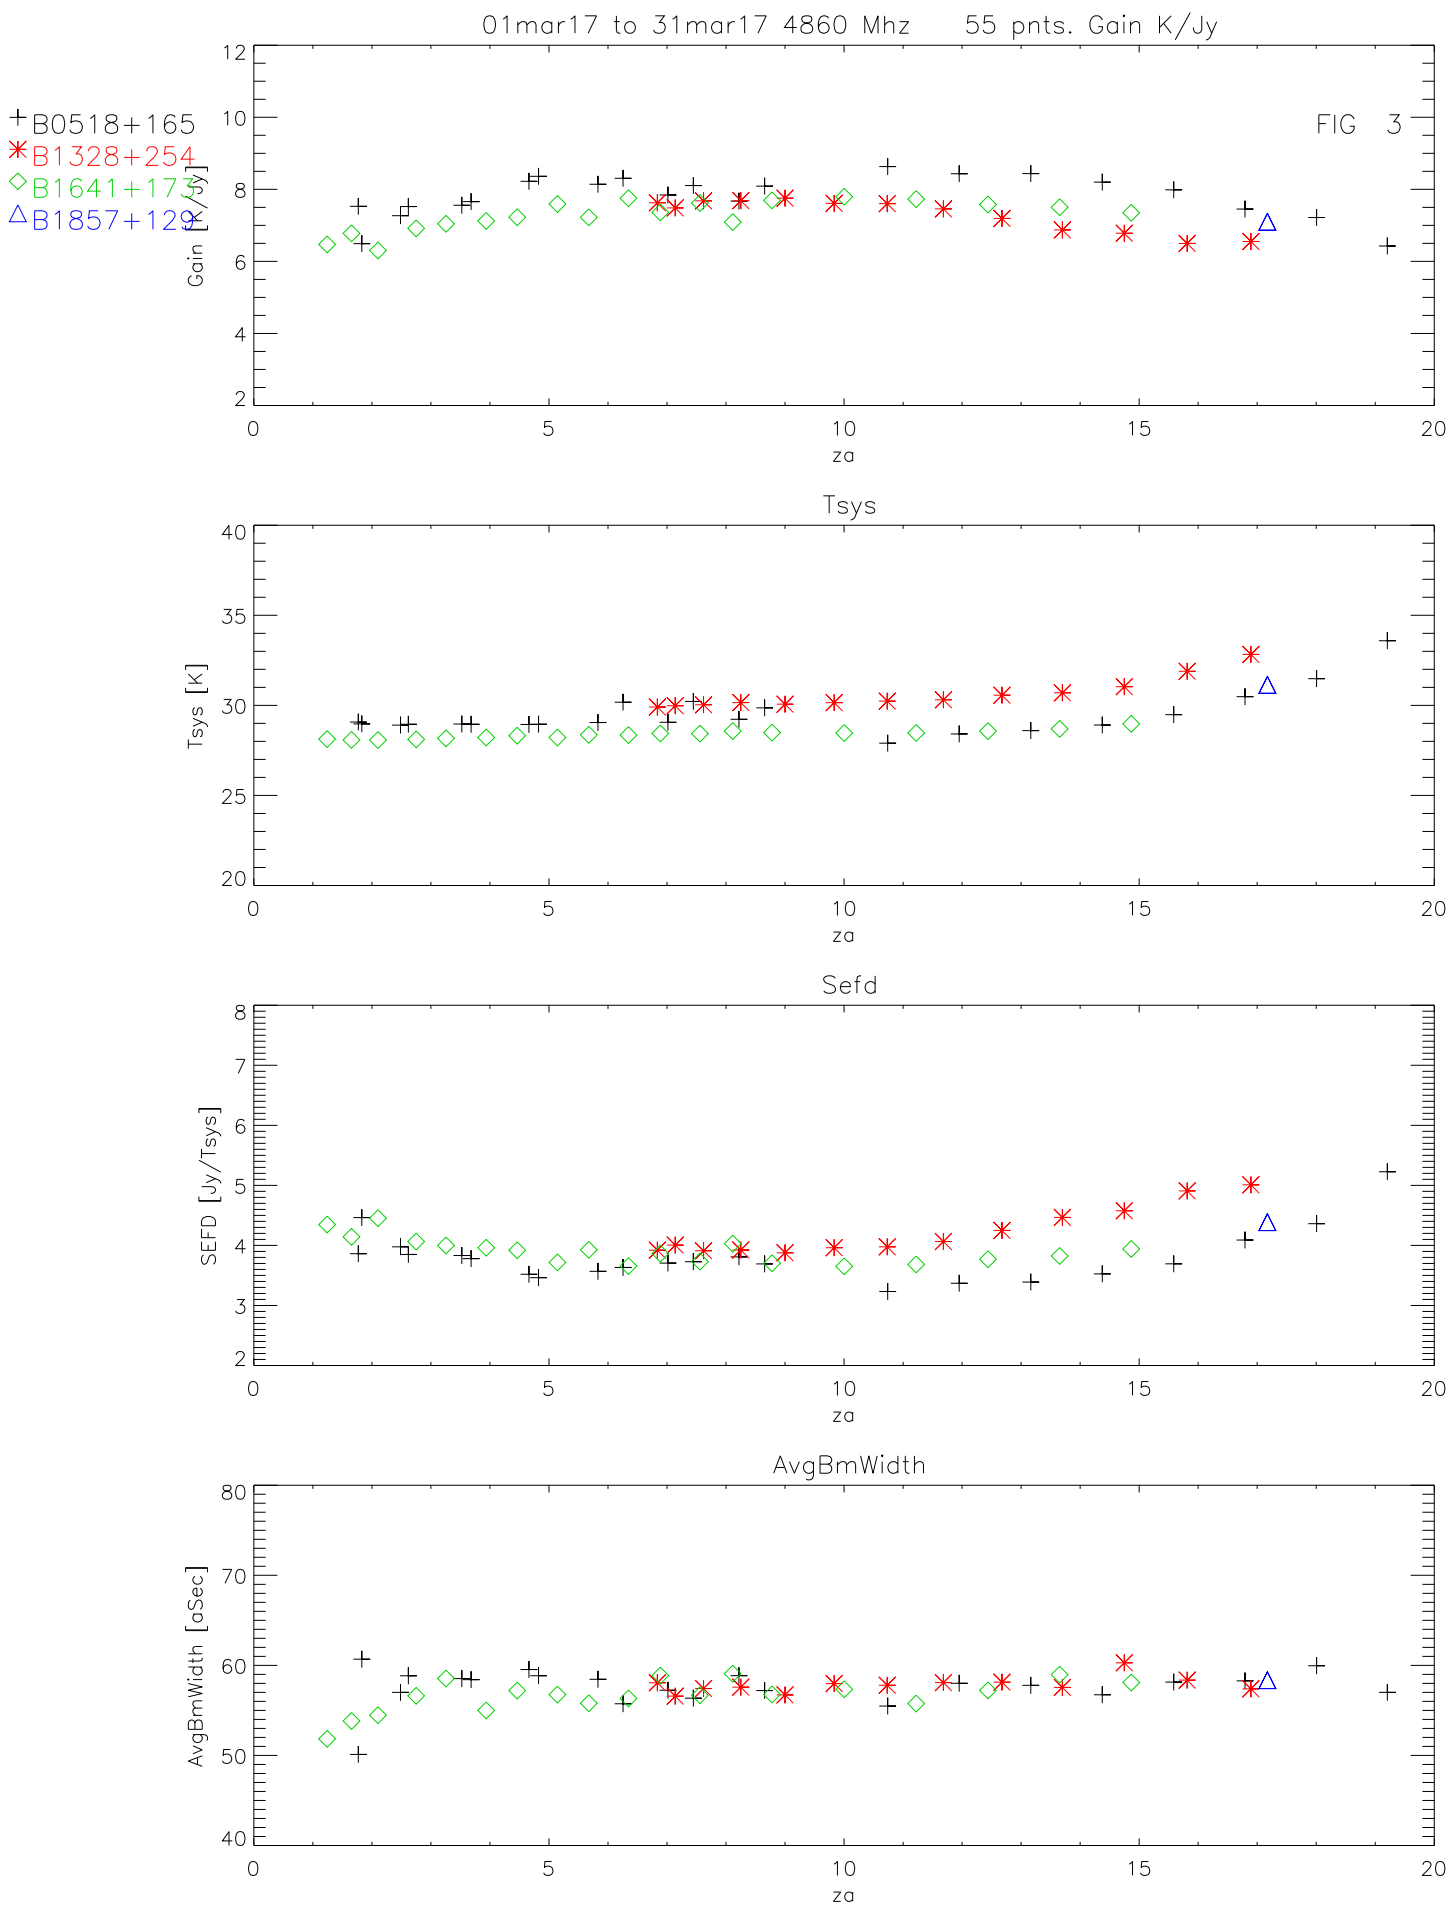 01mar17 to 31mar17 4860 Mhz 55 pnts. Gain K/Jy
12
10
8
6
4
2
Gain [K/Jy]
B0518+165
B1328+254
B1641+173
B1857+129
FIG 3
0 5 10 15 20
za
Tsys
40
35
30
25
20
Tsys [K]
0 5 10 15 20
za
Sefd
8
7
6
5
4
3
2
SEFD [Jy/Tsys]
0 5 10 15 20
za
AvgBmWidth
80
70
60
50
40
AvgBmWidth [aSec]
0 5 10 15 20
za